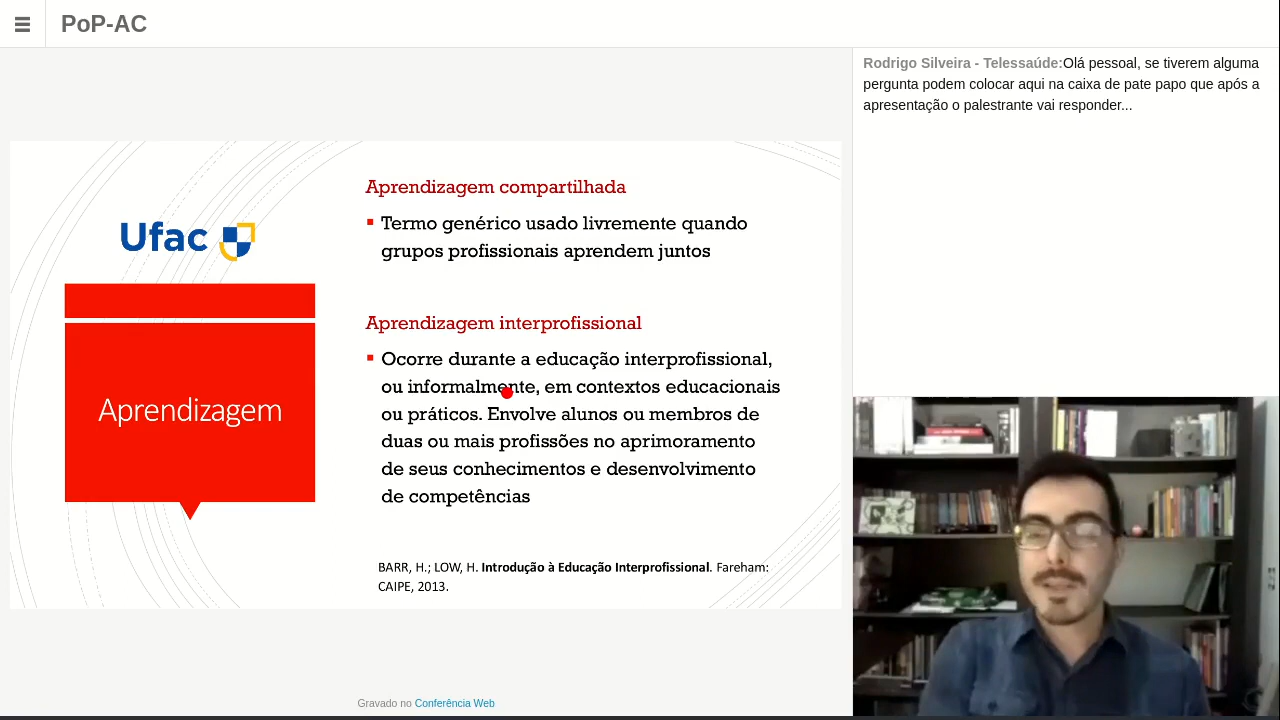 PoP-AC
Rodrigo Silveira - Telessaúde:Olá pessoal, se tiverem alguma
pergunta podem colocar aqui na caixa de pate papo que após a
apresentação o palestrante vai responder...
Ufac
Aprendizagem
Aprendizagem compartilhada
Termo genérico usado livremente quando
grupos profissionais aprendem juntos
Aprendizagem interprofissional
Ocorre durante a educação interprofissional,
ou informalmente, em contextos educacionais
ou práticos. Envolve alunos ou membros de
duas ou mais profissões no aprimoramento
de seus conhecimentos e desenvolvimento
de competências
BARR, H.; LOW, H. Introdução à Educação Interprofissional. Fareham:
CAIPE, 2013.
Gravado no Conferência Web